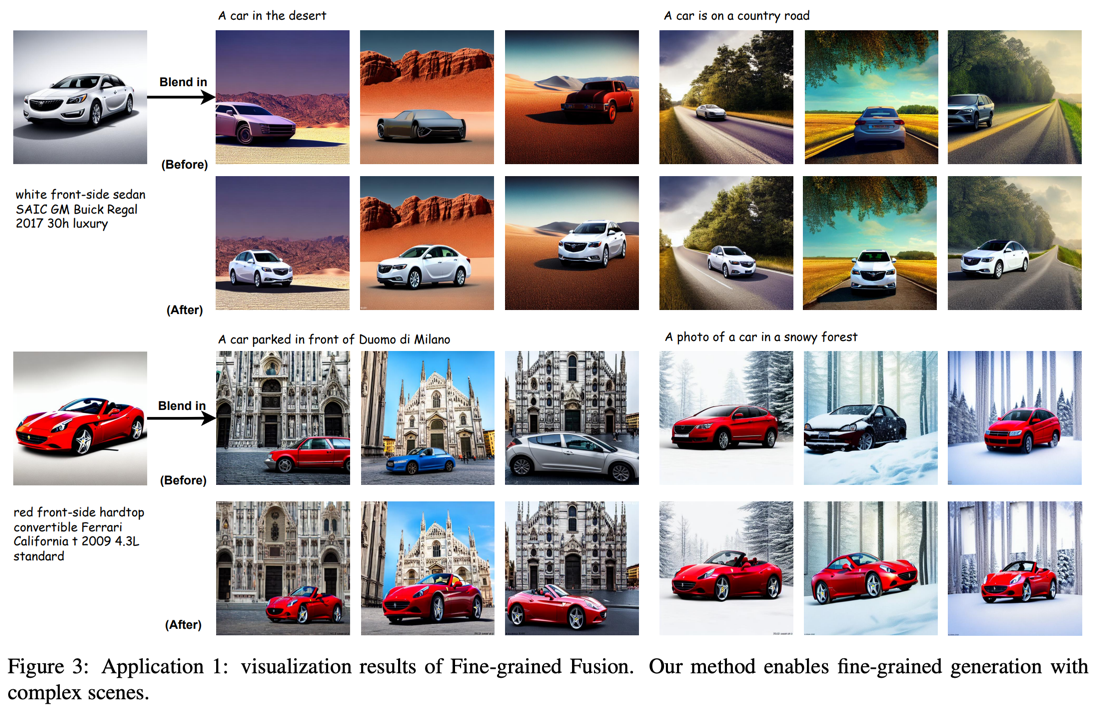 A car in the desert
A car is on a country road
Blend in
(Before)
white front-side sedan
SAIC GM Buick Regal
2017 30h luxury
(After)
A car parked in front of Duomo di Milano
A photo of a car in a snowy forest
Blend in
(Before)
red front-side hardtop
convertible Ferrari
California t 2009 4.3L
standard
(After)
Figure 3: Application 1: visualization results of Fine-grained Fusion. Our method enables fine-grained generation with
complex scenes.